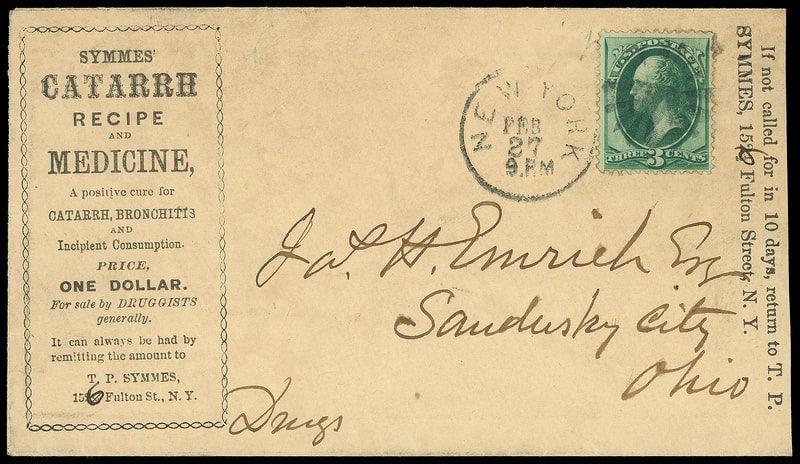 SYMMES'
CATARRH
RECIPE
AND
MEDICINE,
A positive cure for
CATARRH, BRONCHITIS
AND
Incipient Consumption.
PRICE,
ONE DOLLAR.
For sale by DRUGGISTS
generally.
It can always be had by
remitting the amount to
T. P. SYMMES,
156 Fulton St., N. Y.
NEW YORK
FEB
27
9.PM
U.S. POSTAGE
THREE 3 CENTS
If not called for in 10 days, return to T. P.
SYMMES, 156 Fulton Street, N. Y.
H. Emrich Esq
Sandusky City
Ohio
Drugs